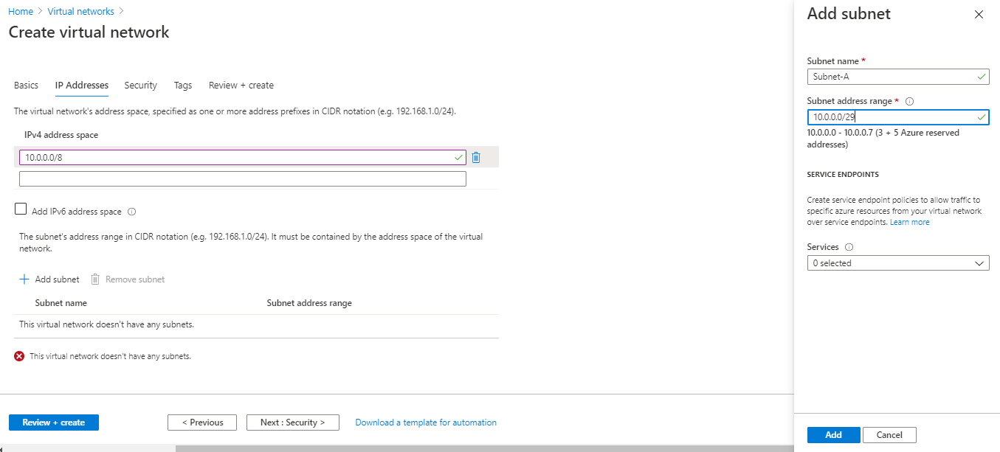 Home > Virtual networks >
Create virtual network
Basics IP Addresses Security Tags Review + create
The virtual network's address space, specified as one or more address prefixes in CIDR notation (e.g. 192.168.1.0/24).
IPv4 address space
10.0.0.0/8
Add IPv6 address space
The subnet's address range in CIDR notation (e.g. 192.168.1.0/24). It must be contained by the address space of the virtual
network.
+ Add subnet Remove subnet
Subnet name Subnet address range
This virtual network doesn't have any subnets.
This virtual network doesn't have any subnets.
Review + create < Previous Next : Security > Download a template for automation
Add subnet
Subnet name *
Subnet-A
Subnet address range *
10.0.0.0/29
10.0.0.0 - 10.0.0.7 (3 + 5 Azure reserved
addresses)
SERVICE ENDPOINTS
Create service endpoint policies to allow traffic to
specific azure resources from your virtual network
over service endpoints. Learn more
Services
0 selected
Add Cancel